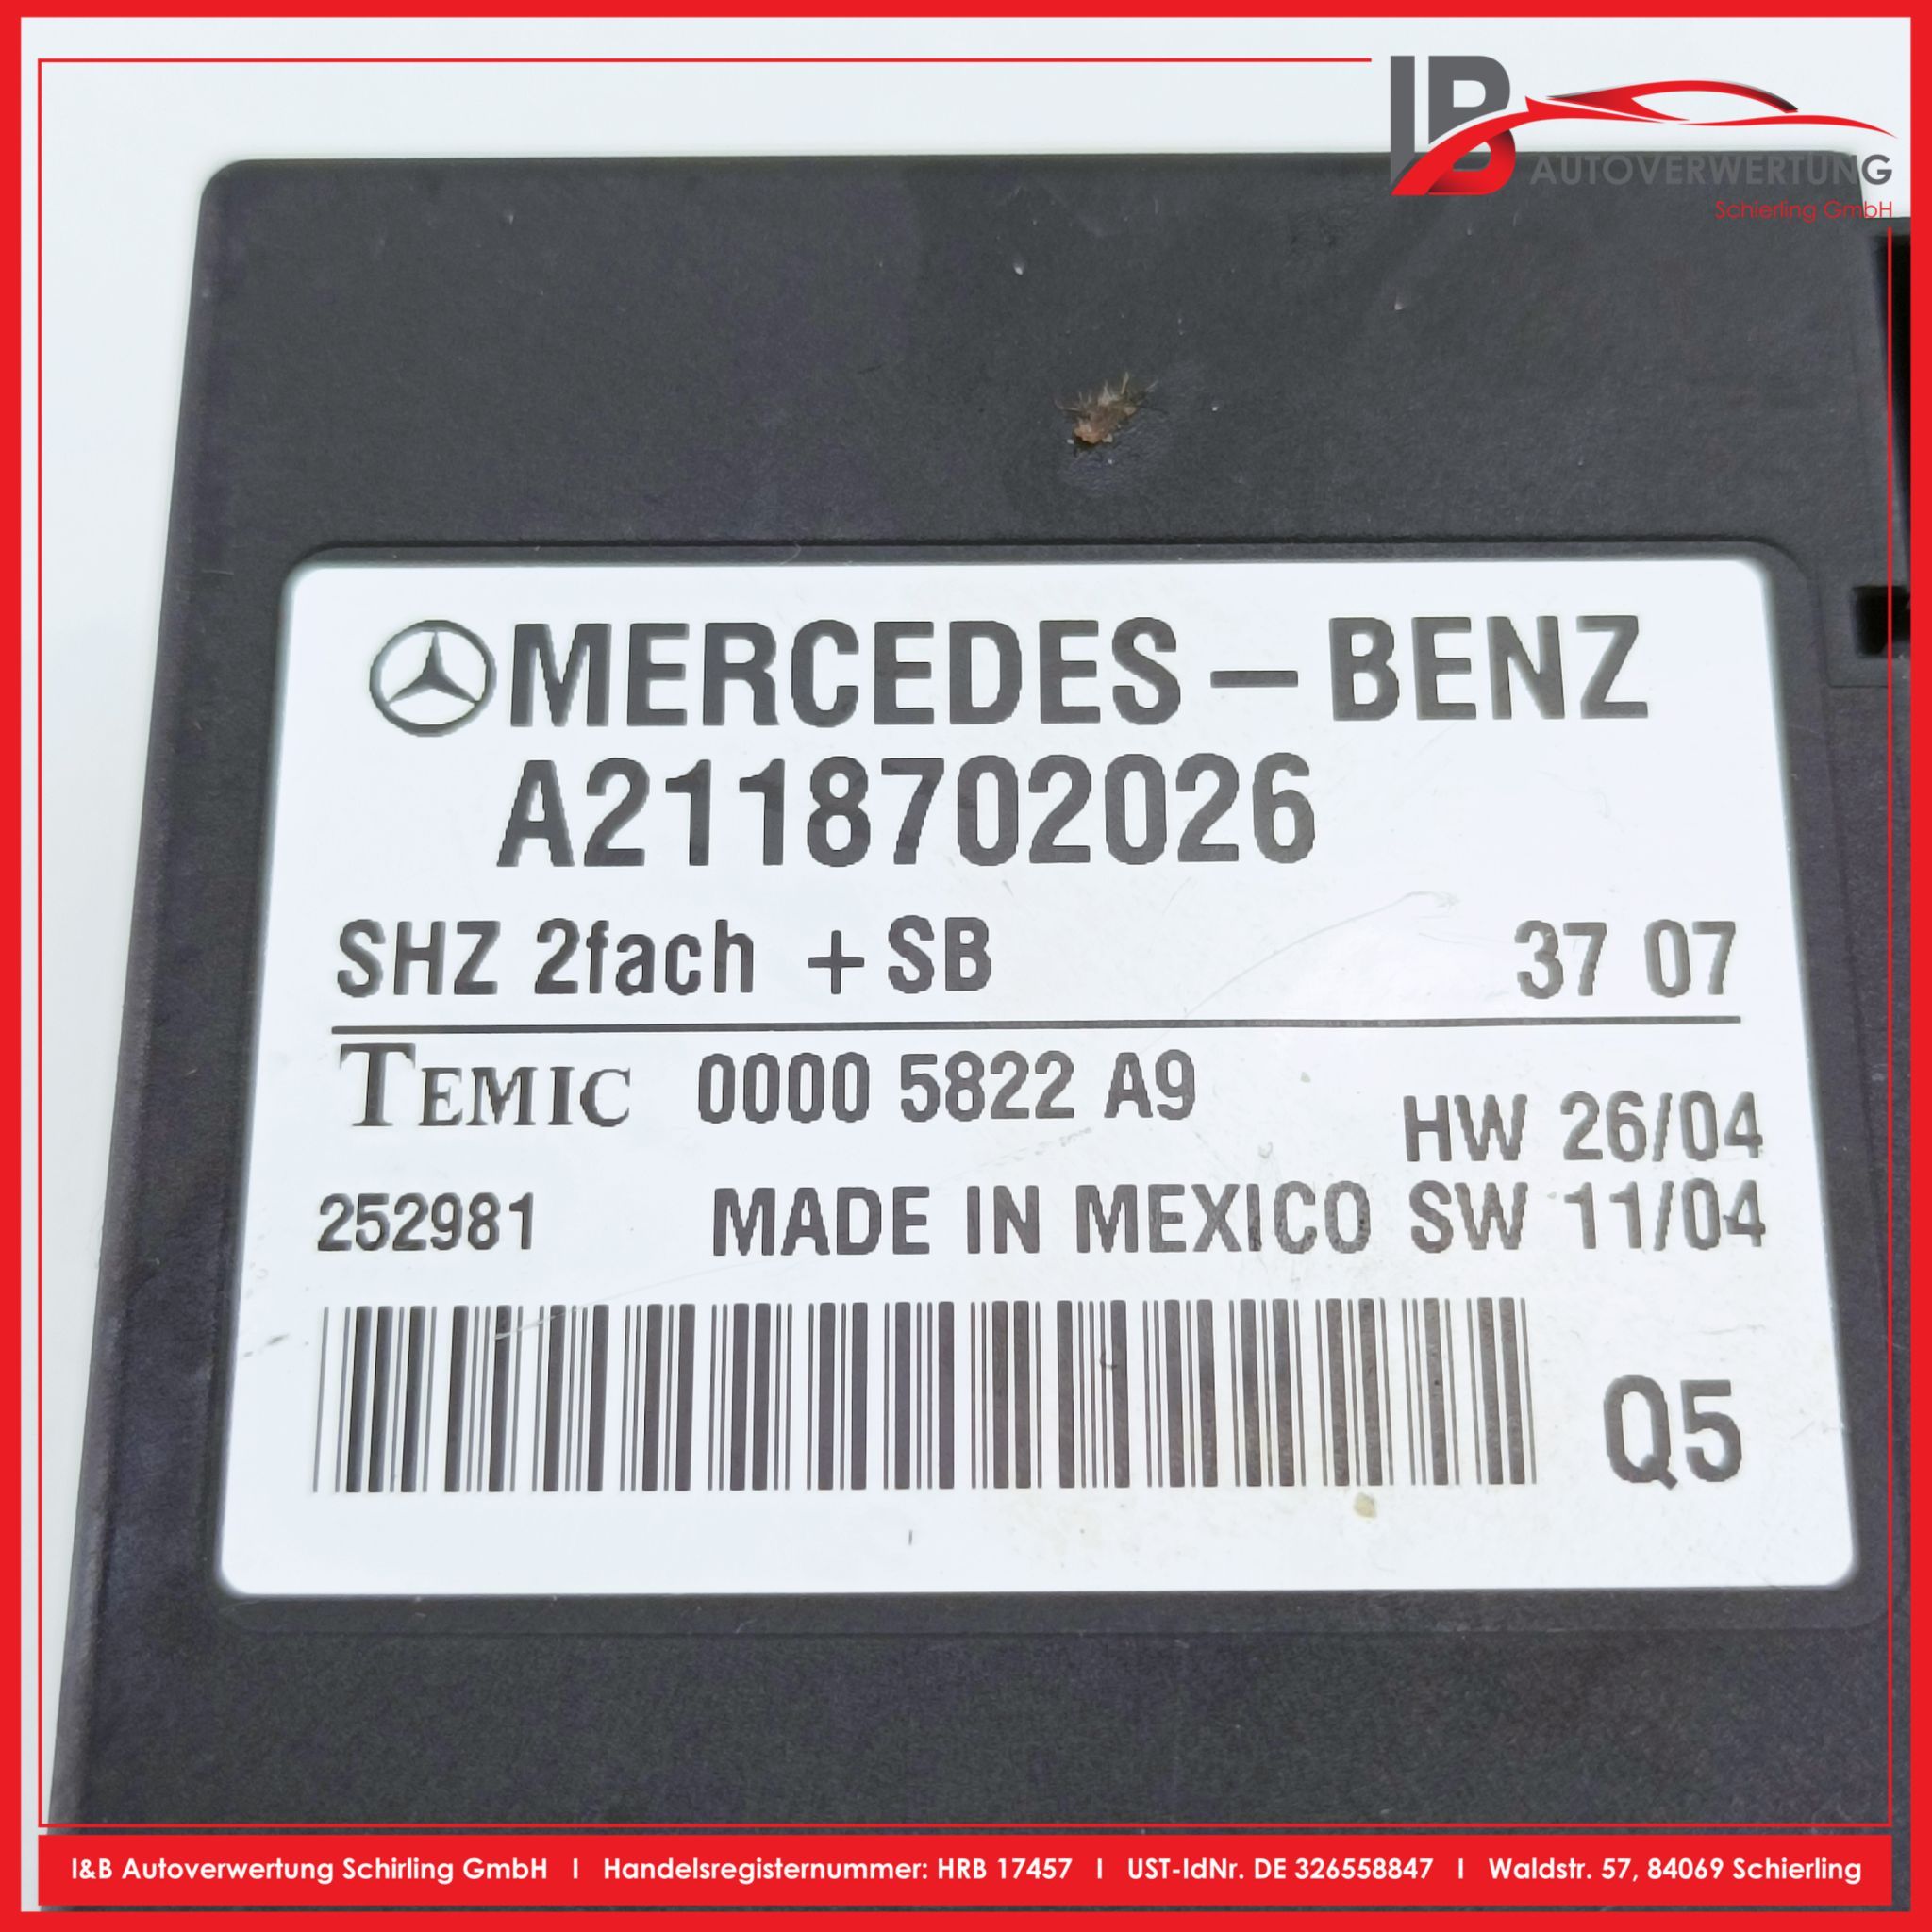 IB
AUTOVERWERTUNG
Schierling GmbH
MERCEDES-BENZ
A2118702026
SHZ 2fach +SB 37 07
TEMIC 0000 5822 A9
HW 26/04
252981 MADE IN MEXICO SW 11/04
Q5
I&B Autoverwertung Schirling GmbH I Handelsregisternummer: HRB 17457 I UST-IdNr. DE 326558847 I Waldstr. 57, 84069 Schierling